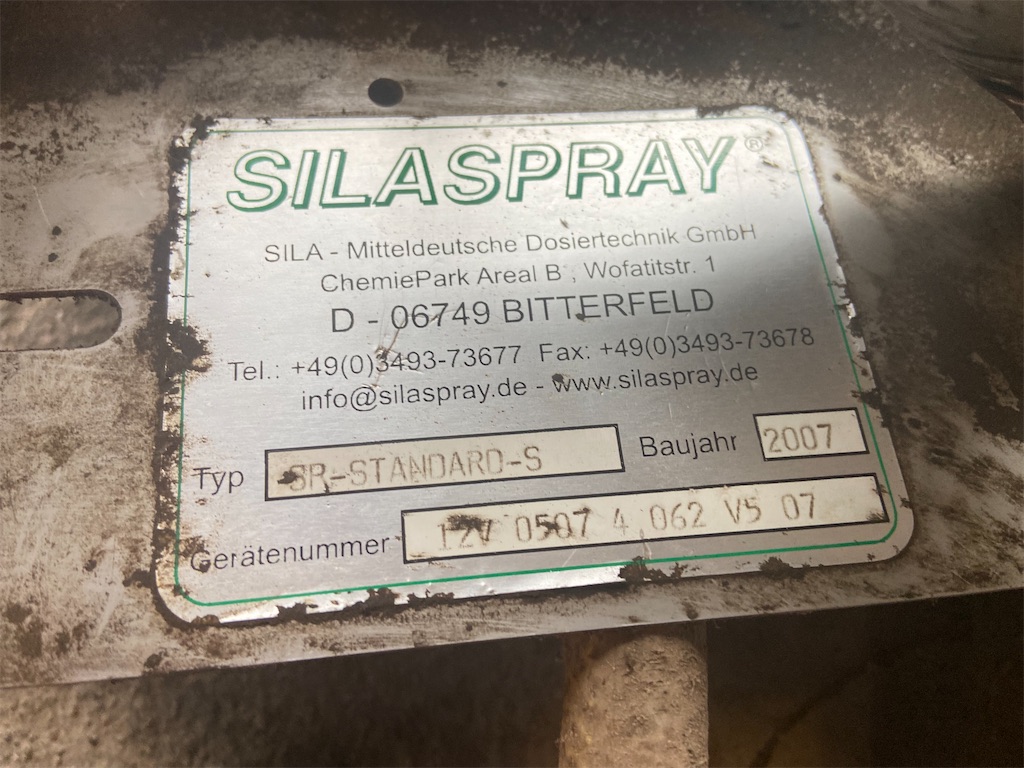 SILASPRAY®
SILA - Mitteldeutsche Dosiertechnik GmbH
ChemiePark Areal B , Wofatitstr. 1
D - 06749 BITTERFELD
Tel.: +49(0)3493-73677 Fax: +49(0)3493-73678
info@silaspray.de - www.silaspray.de
Typ SR-STANDARD-S Baujahr 2007
Gerätenummer 12V 0507 4 062 V5 07